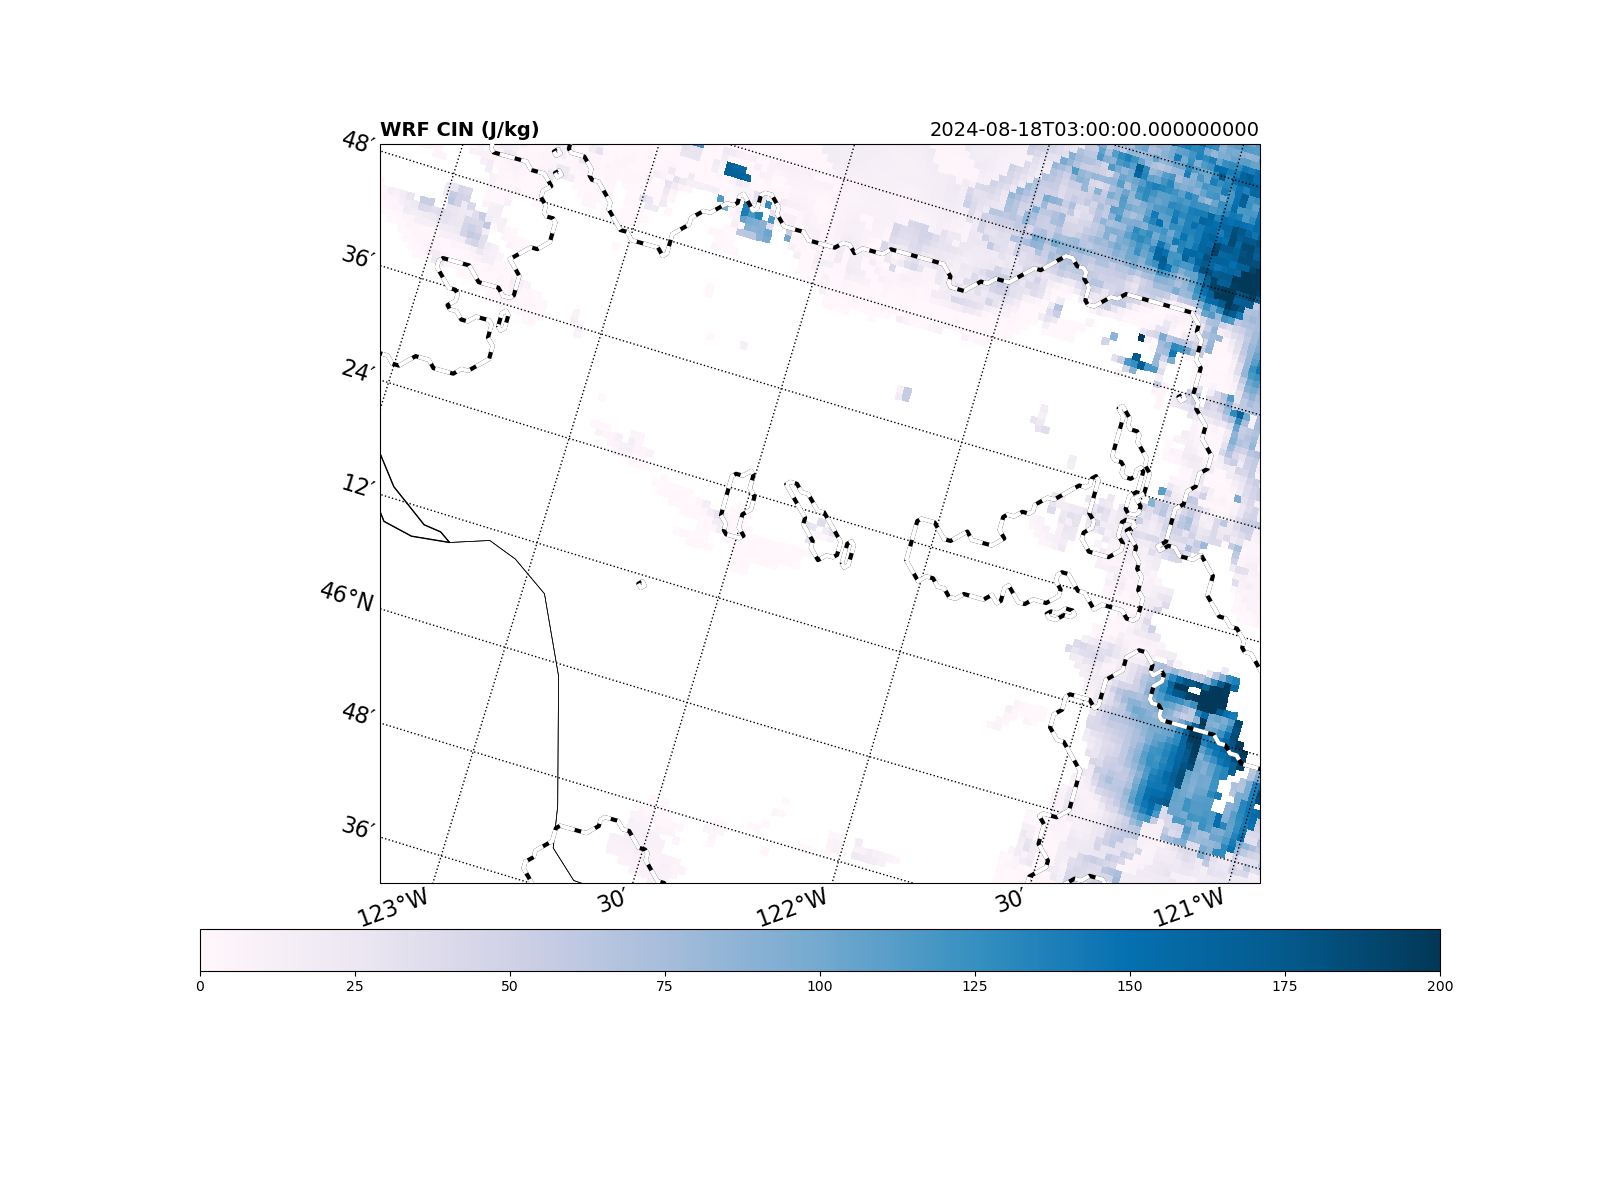 WRF CIN (J/kg) 2024-08-18T03:00:00.000000000
48′
36′
24′
12′
46°N
48′
36′
123°W 30′ 122°W 30′ 121°W
0 25 50 75 100 125 150 175 200